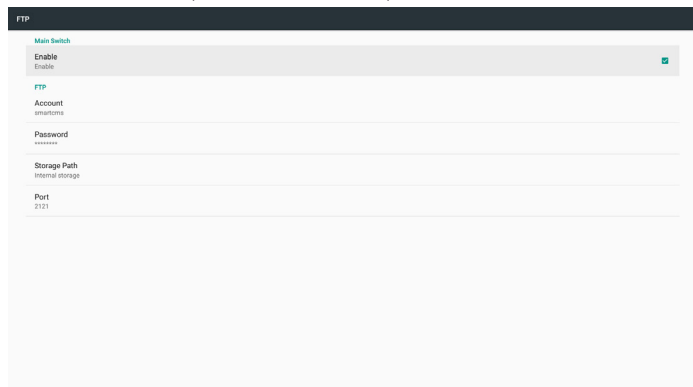 FTP
Main Switch
Enable
Enable
FTP
Account
smartcms
Password
********
Storage Path
Internal storage
Port
2121